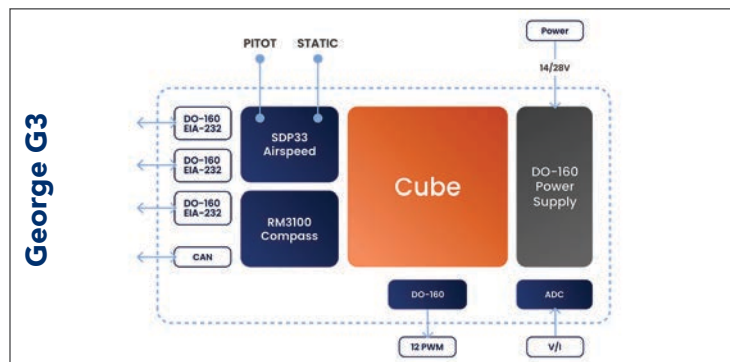 George G3
PITOT STATIC
Power
14/28V
DO-160
EIA-232
DO-160
EIA-232
DO-160
EIA-232
CAN
SDP33
Airspeed
RM3100
Compass
Cube
DO-160
Power
Supply
DO-160
ADC
12 PWM
V/I